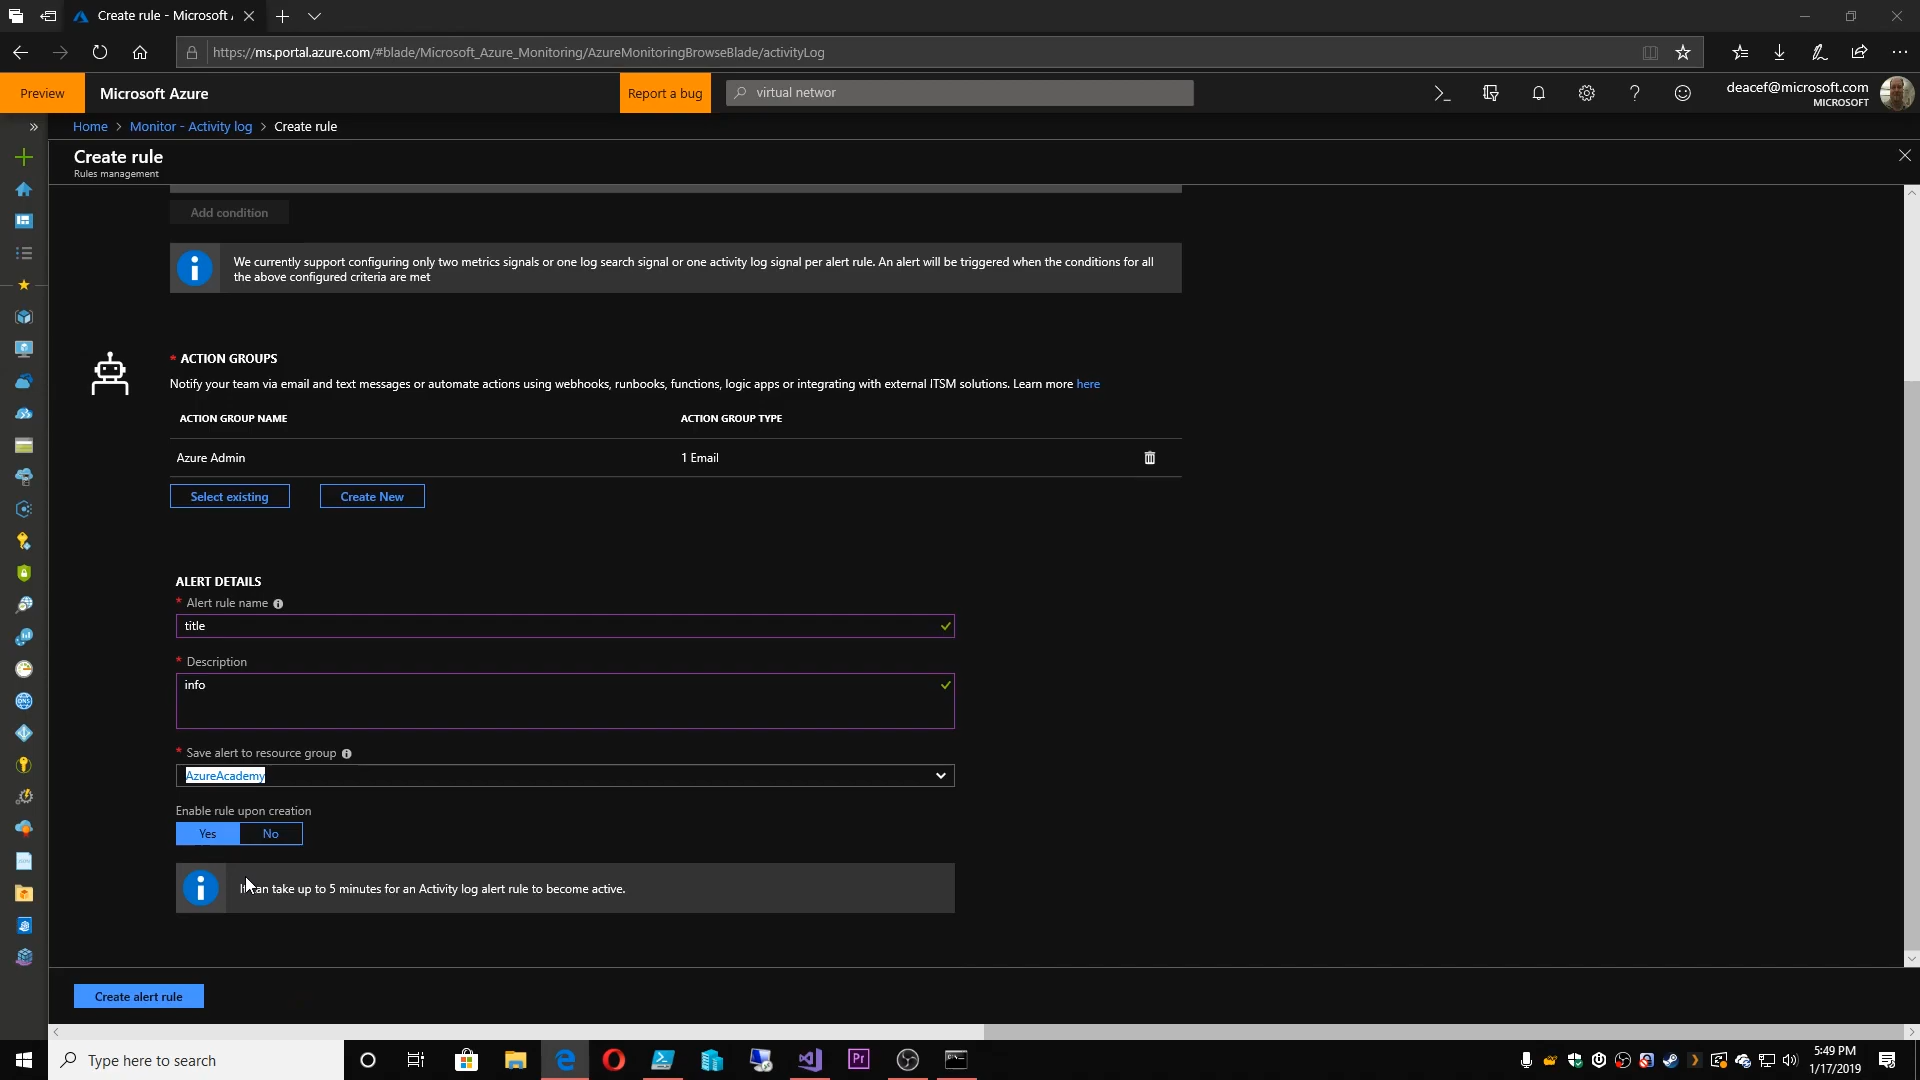 Create rule - Microsoft A
https://ms.portal.azure.com/#blade/Microsoft_Azure_Monitoring/AzureMonitoringBrowseBlade/activityLog
Preview
Microsoft Azure
Report a bug
virtual networ
deacef@microsoft.com
MICROSOFT
Home > Monitor - Activity log > Create rule
Create rule
Rules management
Add condition
We currently support configuring only two metrics signals or one log search signal or one activity log signal per alert rule. An alert will be triggered when the conditions for all
the above configured criteria are met
* ACTION GROUPS
Notify your team via email and text messages or automate actions using webhooks, runbooks, functions, logic apps or integrating with external ITSM solutions. Learn more here
ACTION GROUP NAME
ACTION GROUP TYPE
Azure Admin
1 Email
Select existing
Create New
ALERT DETAILS
* Alert rule name
title
* Description
info
* Save alert to resource group
AzureAcademy
Enable rule upon creation
Yes
No
It can take up to 5 minutes for an Activity log alert rule to become active.
Create alert rule
Type here to search
Pr
5:49 PM
1/17/2019